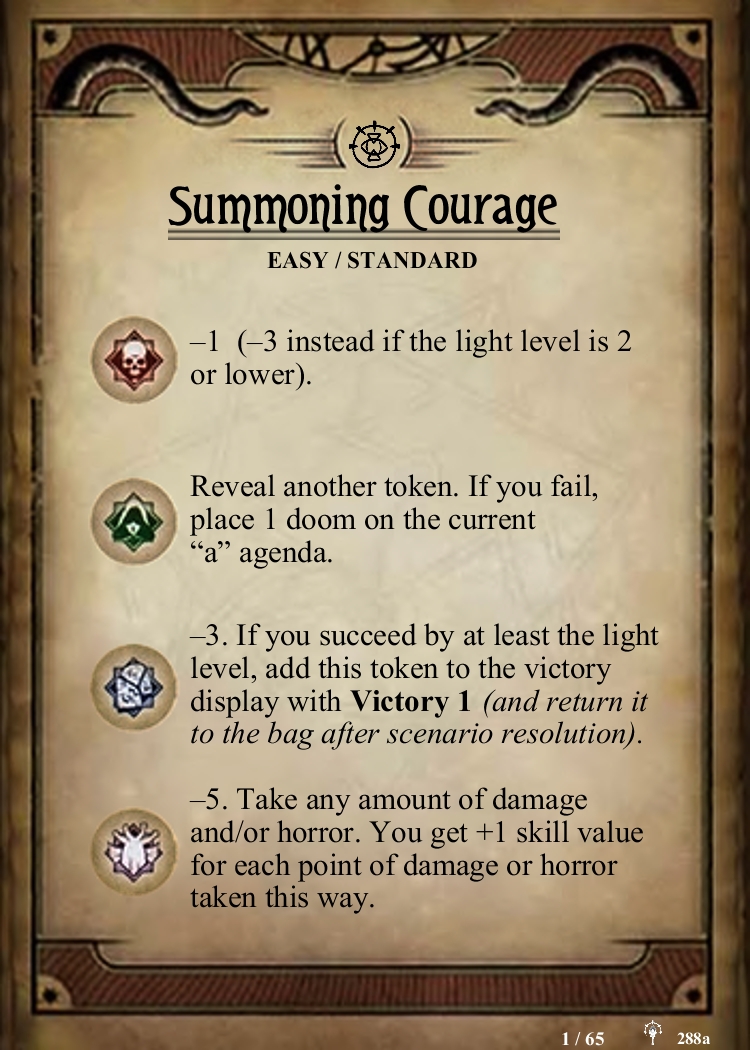 Summoning Courage
EASY / STANDARD
–1  (–3 instead if the light level is 2
or lower).
Reveal another token. If you fail,
place 1 doom on the current
“a” agenda.
–3. If you succeed by at least the light
level, add this token to the victory
display with Victory 1 (and return it
to the bag after scenario resolution).
–5. Take any amount of damage
and/or horror. You get +1 skill value
for each point of damage or horror
taken this way.
1 / 65 288a